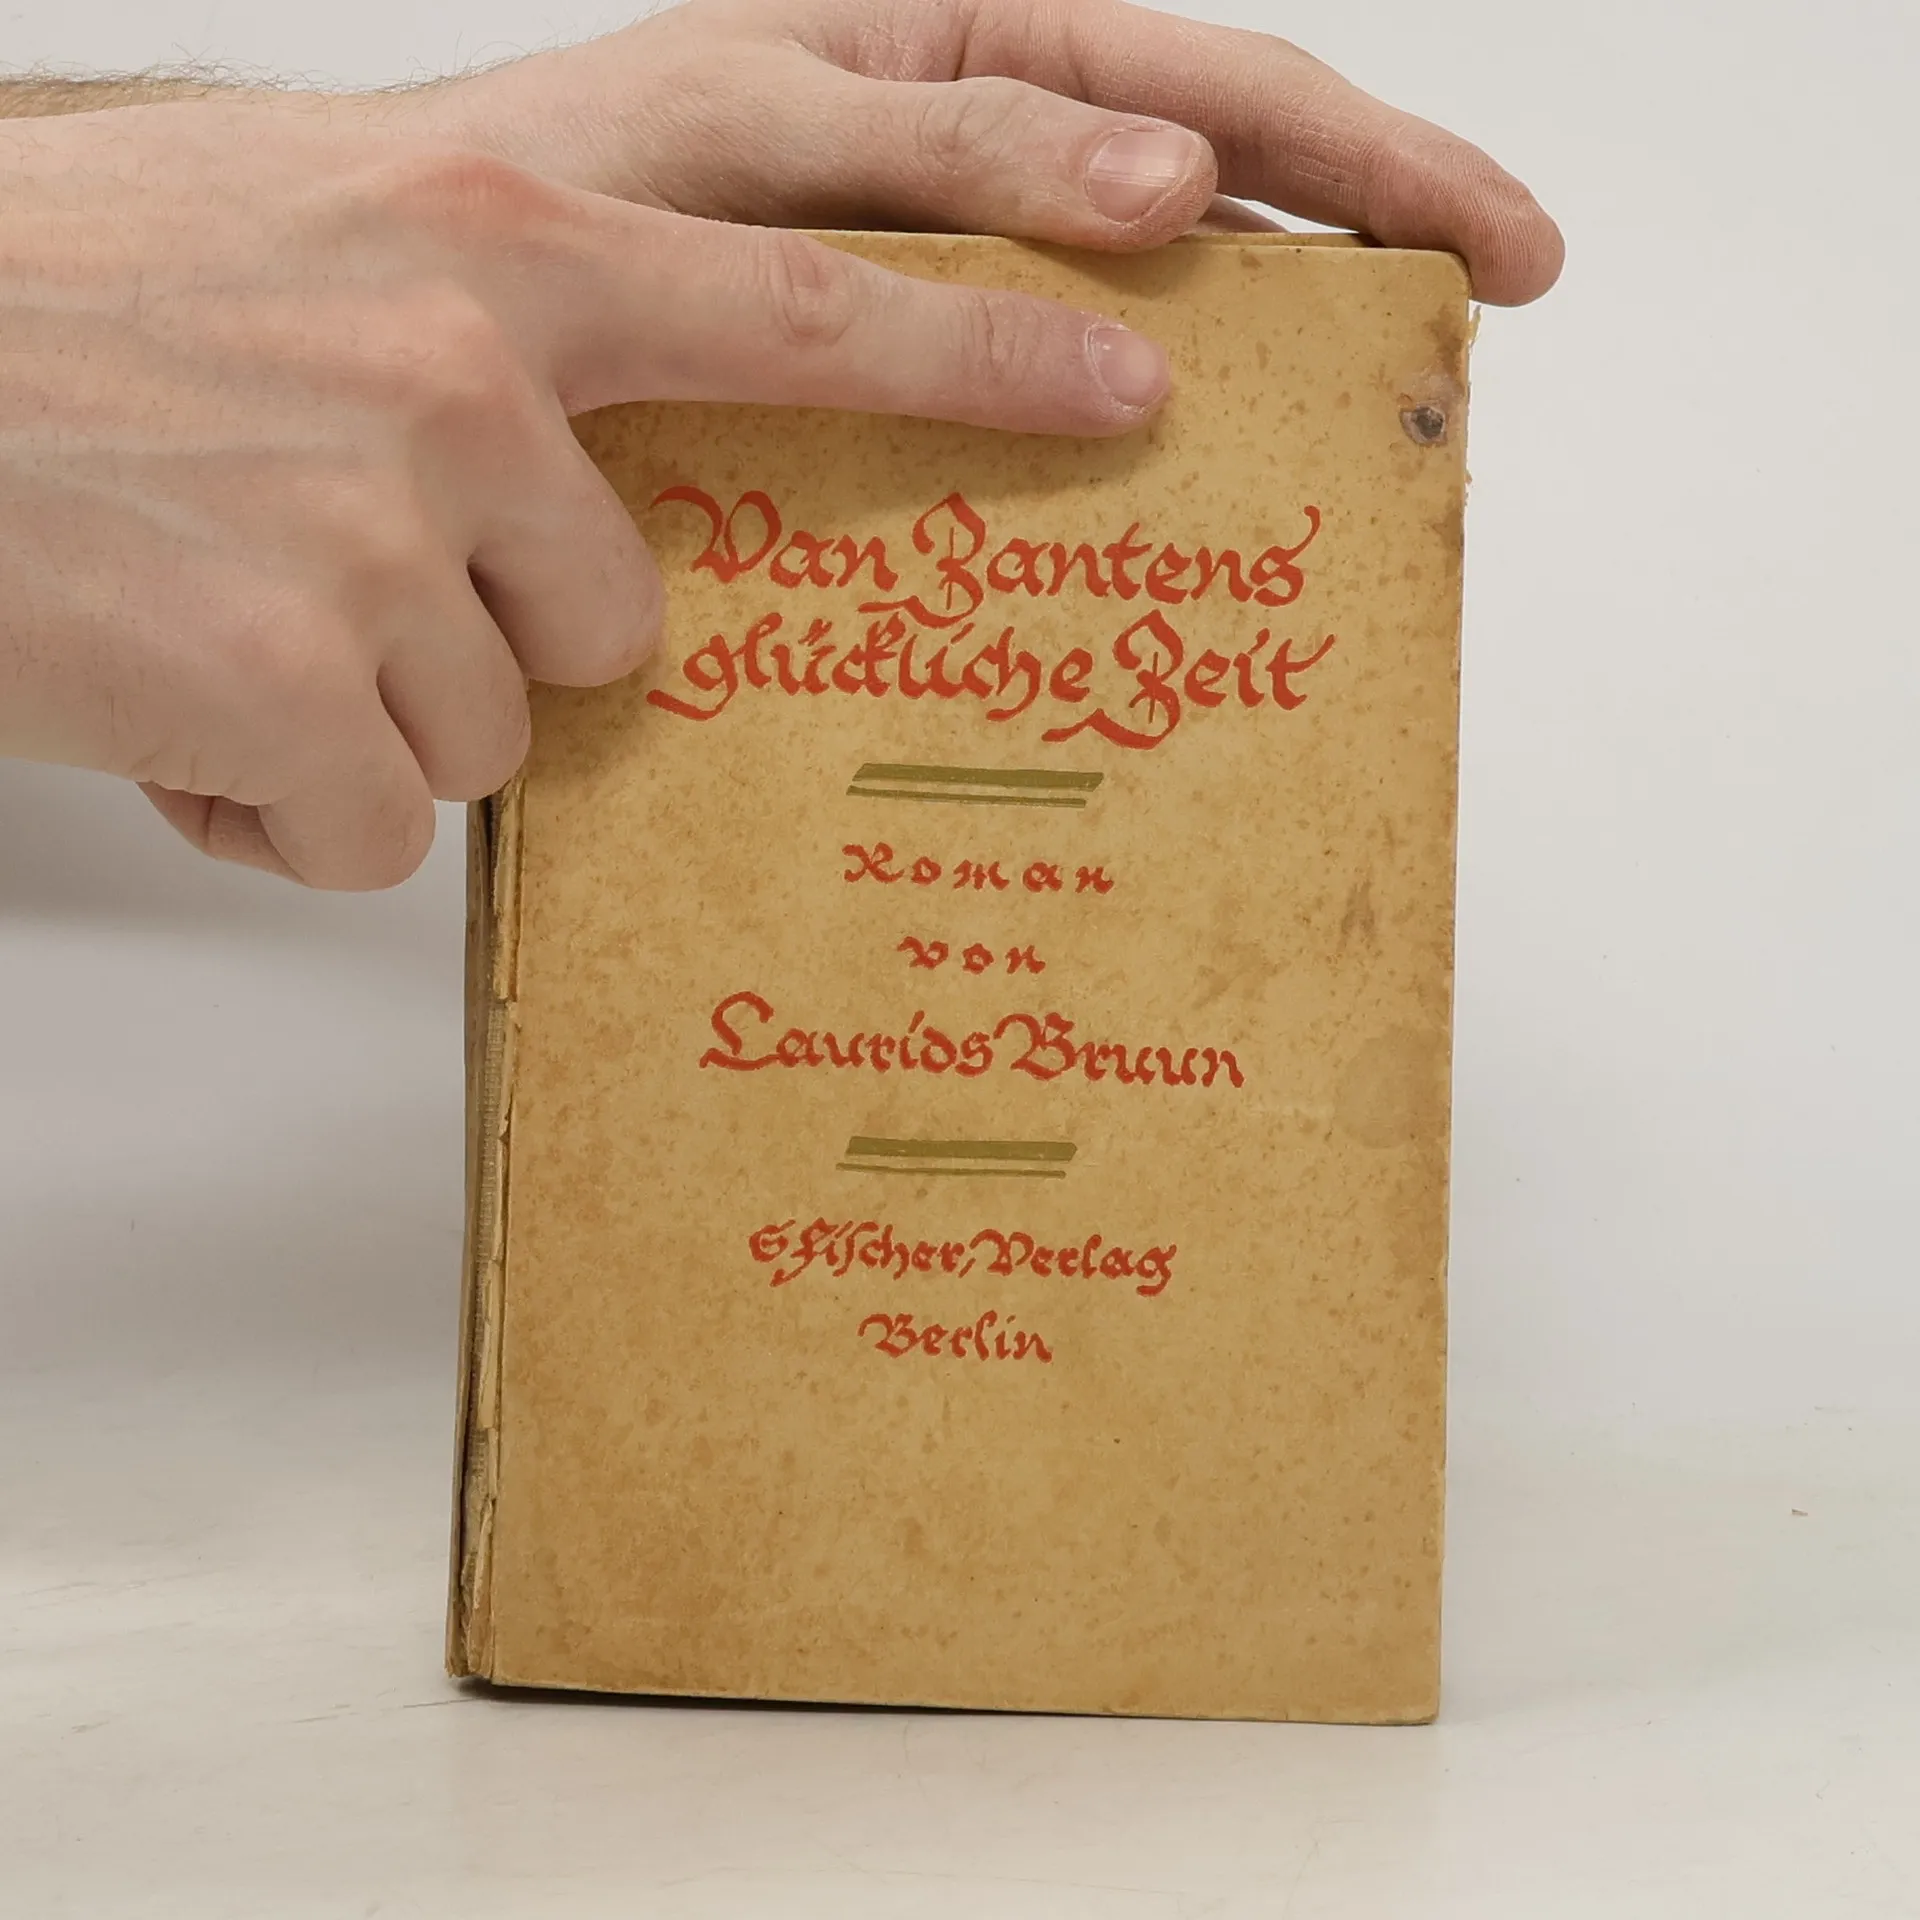 Van Zantens
glückliche Zeit
Roman
von
Laurids Bruun
S Fischer, Verlag
Berlin